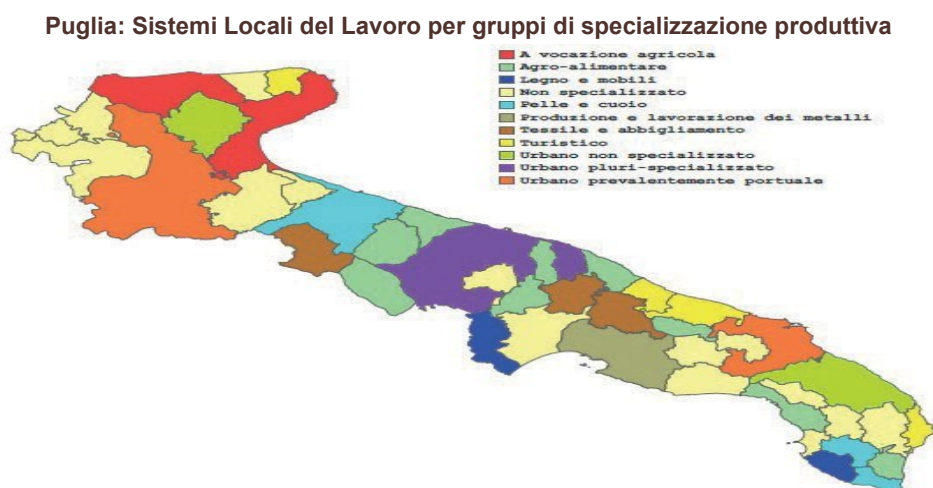 Puglia: Sistemi Locali del Lavoro per gruppi di specializzazione produttiva
A vocazione agricola
Agro-alimentare
Legno e mobili
Non specializzato
Pelle e cuoio
Produzione e lavorazione dei metalli
Tessile e abbigliamento
Turistico
Urbano non specializzato
Urbano pluri-specializzato
Urbano prevalentemente portuale